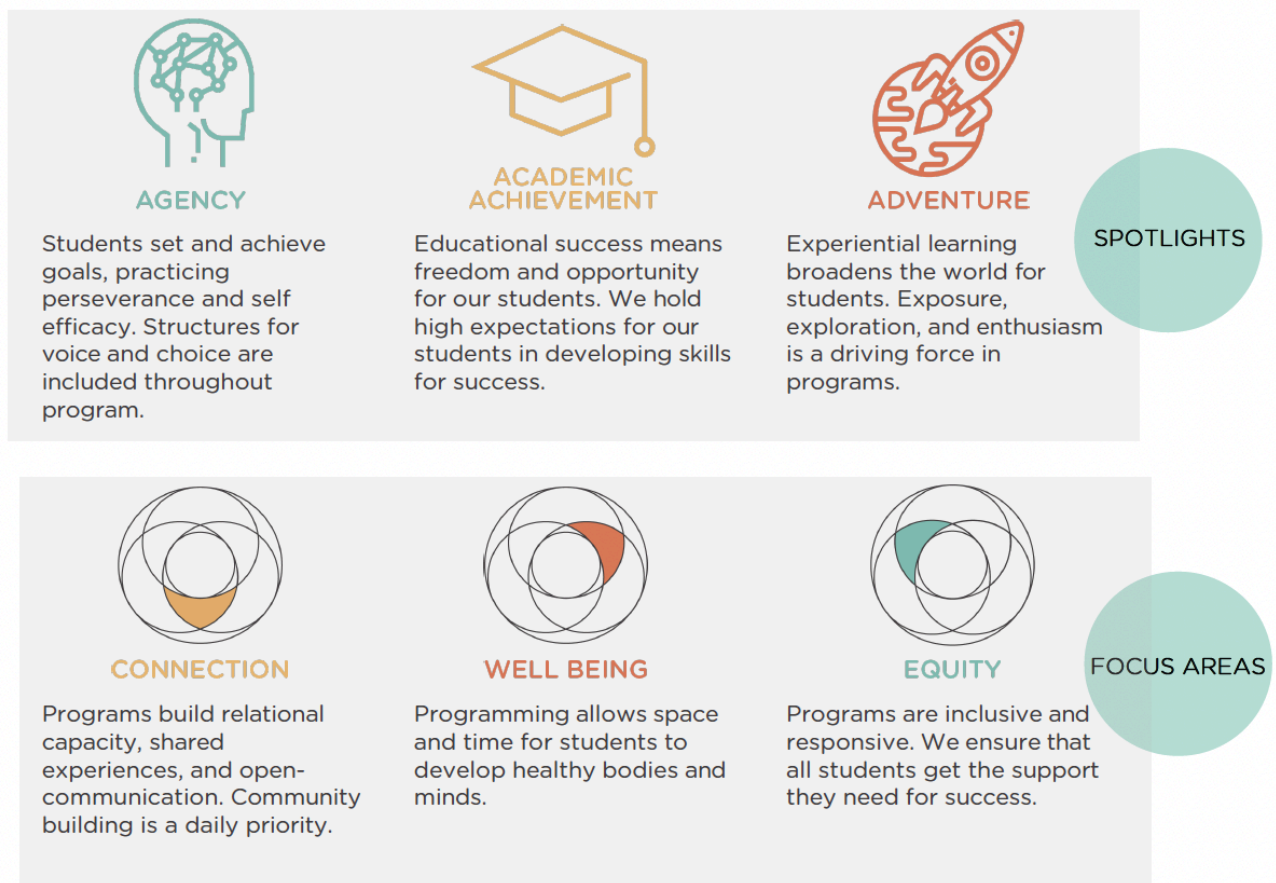 AGENCY
Students set and achieve
goals, practicing
perseverance and self
efficacy. Structures for
voice and choice are
included throughout
program.
ACADEMIC
ACHIEVEMENT
Educational success means
freedom and opportunity
for our students. We hold
high expectations for our
students in developing skills
for success.
ADVENTURE
Experiential learning
broadens the world for
students. Exposure,
exploration, and enthusiasm
is a driving force in
programs.
SPOTLIGHTS
CONNECTION
Programs build relational
capacity, shared
experiences, and open-
communication. Community
building is a daily priority.
WELL BEING
Programming allows space
and time for students to
develop healthy bodies and
minds.
EQUITY
Programs are inclusive and
responsive. We ensure that
all students get the support
they need for success.
FOCUS AREAS